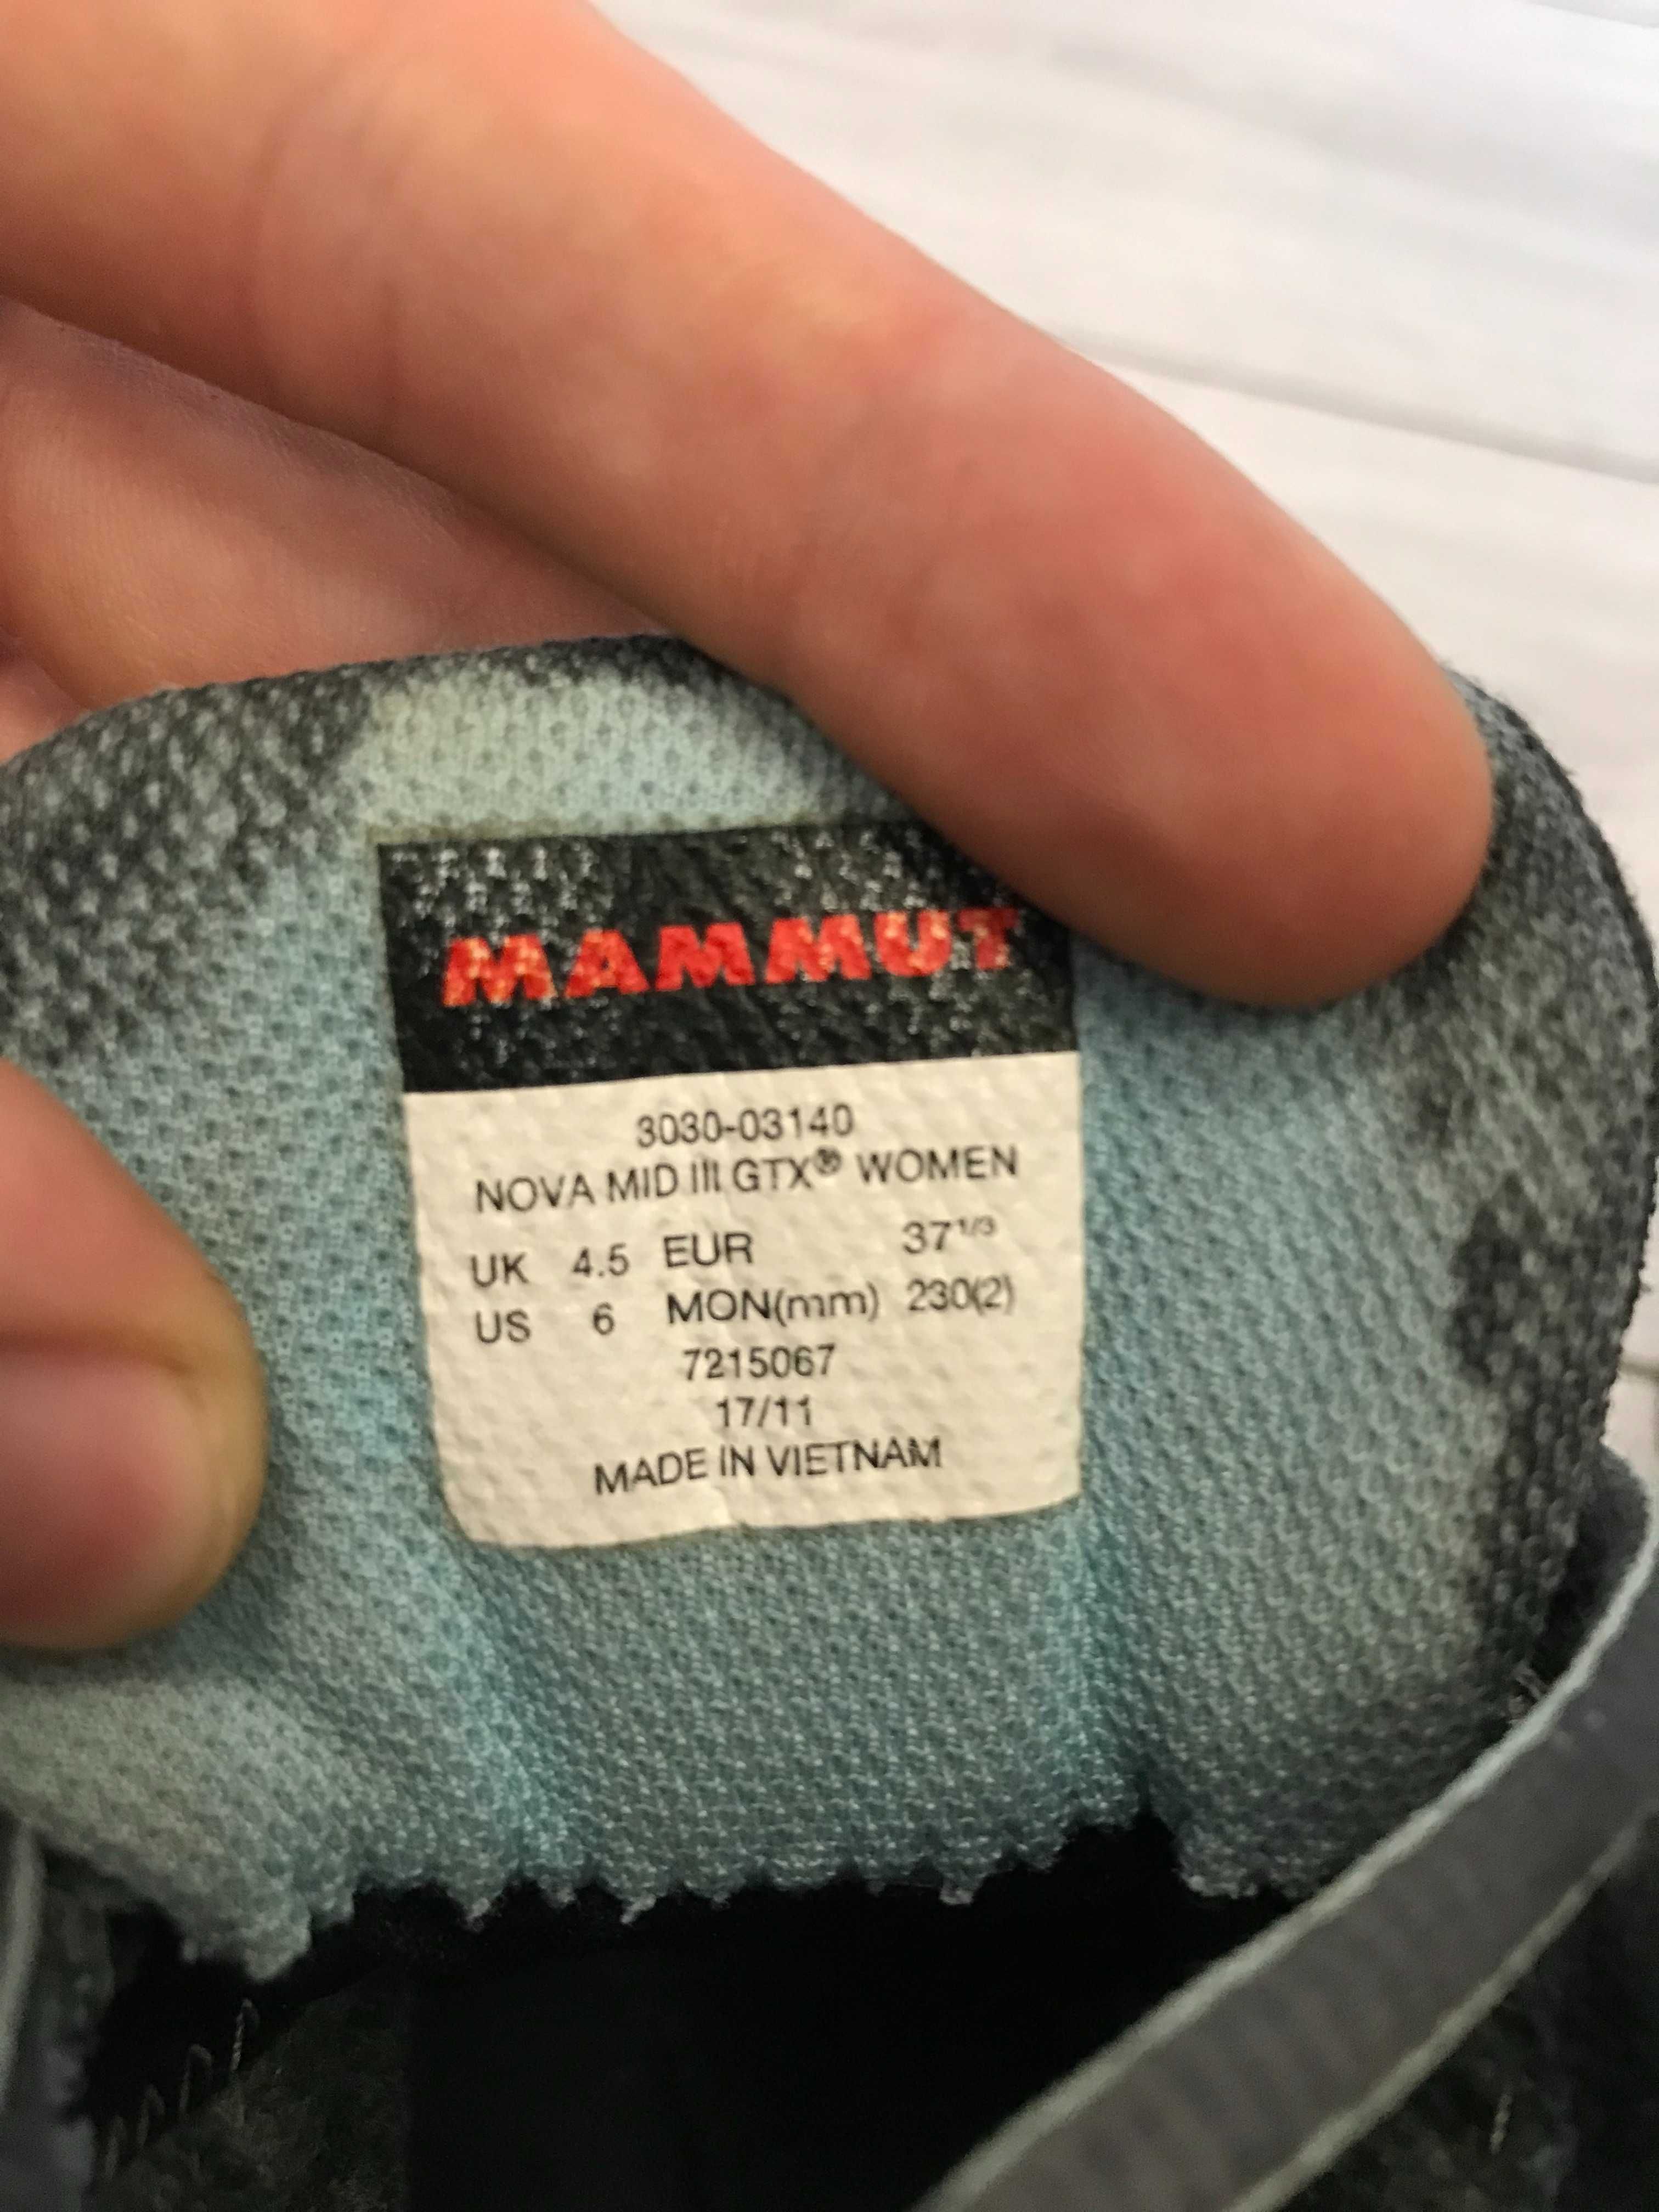 MAMMUT
3030-03140
NOVA MID III GTX® WOMEN
UK 4.5 EUR 37 1/3
US 6 MON(mm) 230(2)
7215067
17/11
MADE IN VIETNAM